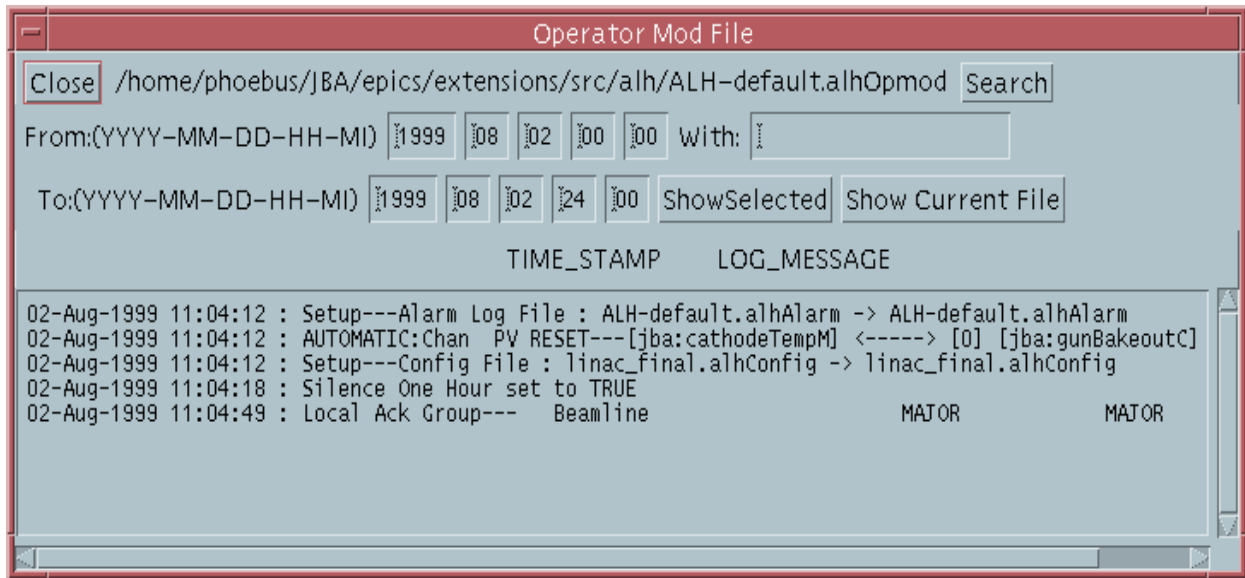 Operator Mod File
Close /home/phoebus/JBA/epics/extensions/src/alh/ALH-default.alhOpmod Search
From:(YYYY-MM-DD-HH-MI) 1999 08 02 00 00 With:
To:(YYYY-MM-DD-HH-MI) 1999 08 02 24 00 ShowSelected Show Current File
TIME_STAMP LOG_MESSAGE
02-Aug-1999 11:04:12 : Setup---Alarm Log File : ALH-default.alhAlarm -> ALH-default.alhAlarm
02-Aug-1999 11:04:12 : AUTOMATIC:Chan PV RESET---[jba:cathodeTempM] <-----> [0] [jba:gunBakeoutC]
02-Aug-1999 11:04:12 : Setup---Config File : linac_final.alhConfig -> linac_final.alhConfig
02-Aug-1999 11:04:18 : Silence One Hour set to TRUE
02-Aug-1999 11:04:49 : Local Ack Group--- Beamline MAJOR MAJOR